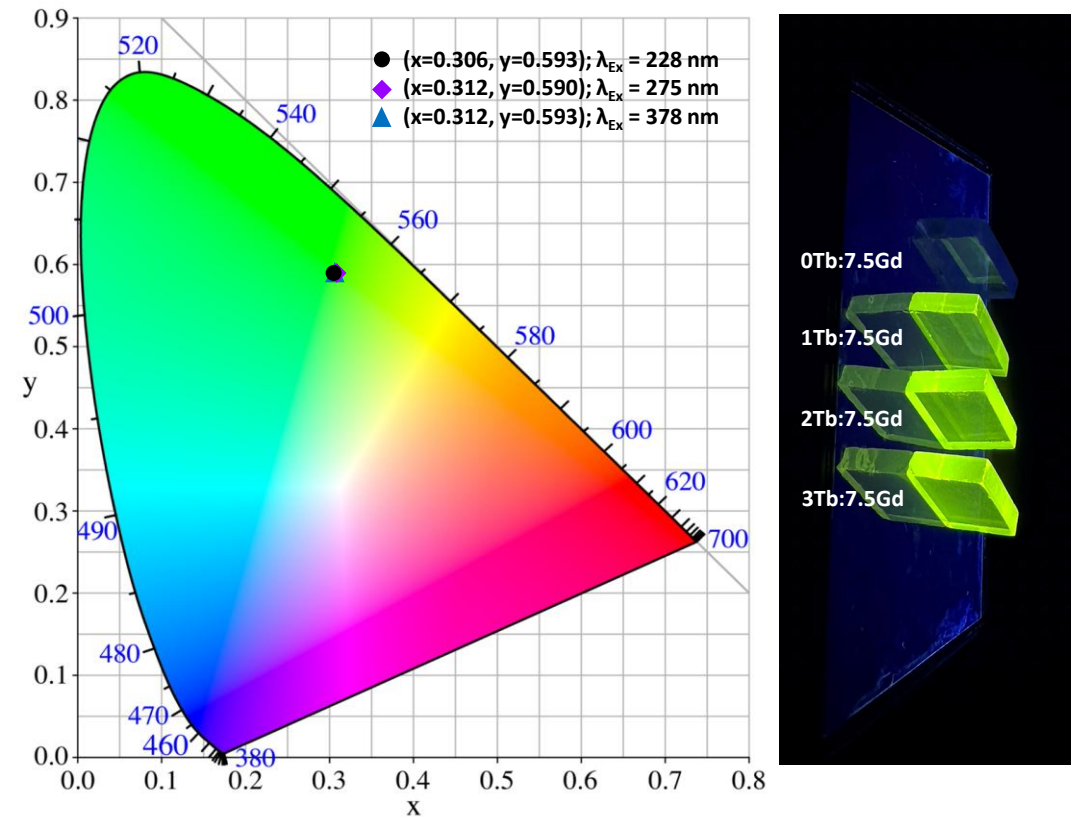 0.9
0.8
0.7
0.6
0.5
0.4
0.3
0.2
0.1
0.0
y
0.0 0.1 0.2 0.3 0.4 0.5 0.6 0.7 0.8
x
520
540
560
580
600
620
700
500
490
480
470
460
380
(x=0.306, y=0.593); λEx = 228 nm
(x=0.312, y=0.590); λEx = 275 nm
(x=0.312, y=0.593); λEx = 378 nm
0Tb:7.5Gd
1Tb:7.5Gd
2Tb:7.5Gd
3Tb:7.5Gd